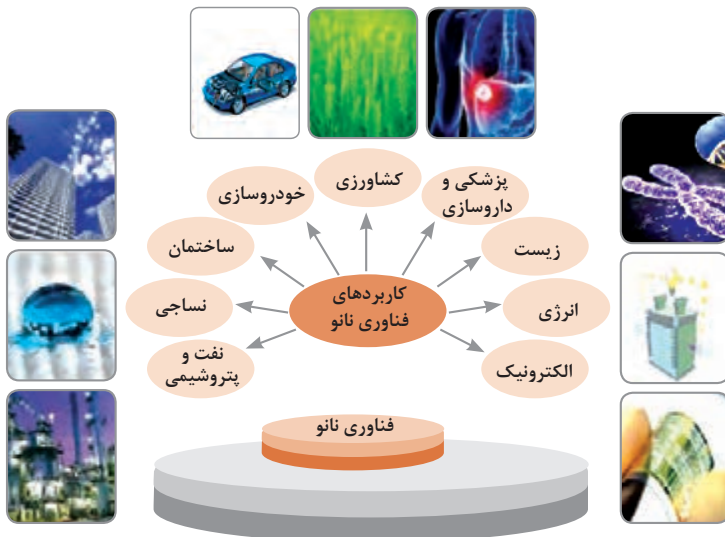 کشاورزی
پزشکی و
داروسازی
خودروسازی
زیست
ساختمان
انرژی
کاربردهای
فناوری نانو
نساجی
الکترونیک
نفت و
پتروشیمی
فناوری نانو